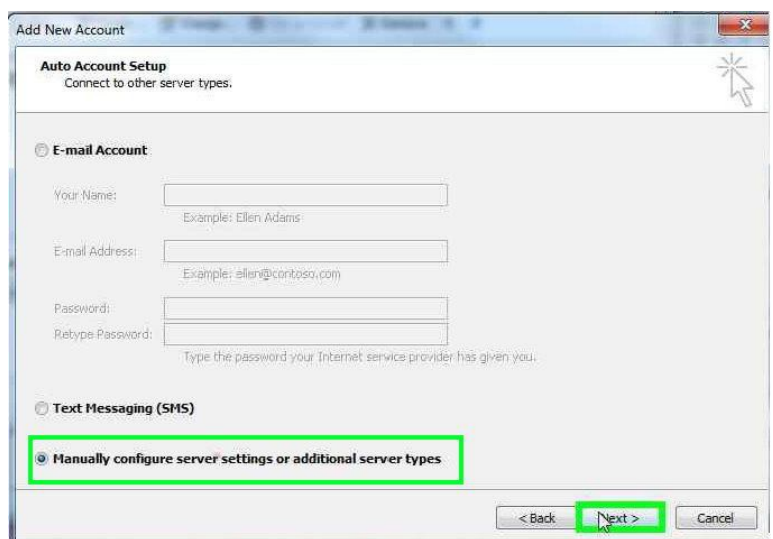 Add New Account
Auto Account Setup
Connect to other server types.
E-mail Account
Your Name:
Example: Ellen Adams
E-mail Address:
Example: ellen@contoso.com
Password:
Retype Password:
Type the password your Internet service provider has given you.
Text Messaging (SMS)
Manually configure server settings or additional server types
< Back Next > Cancel